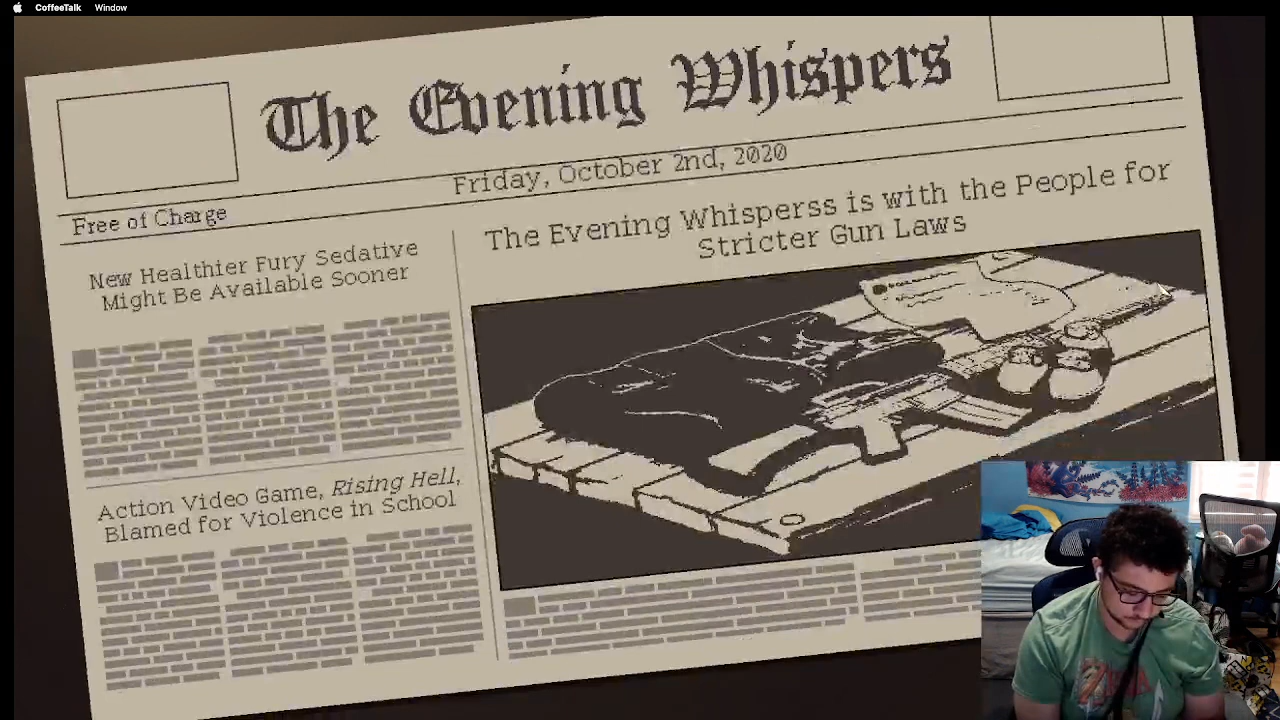 CoffeeTalk Window
The Evening Whispers
Friday, October 2nd, 2020
Free of Charge
New Healthier Fury Sedative
Might Be Available Sooner
The Evening Whisperss is with the People for
Stricter Gun Laws
Action Video Game, Rising Hell,
Blamed for Violence in School